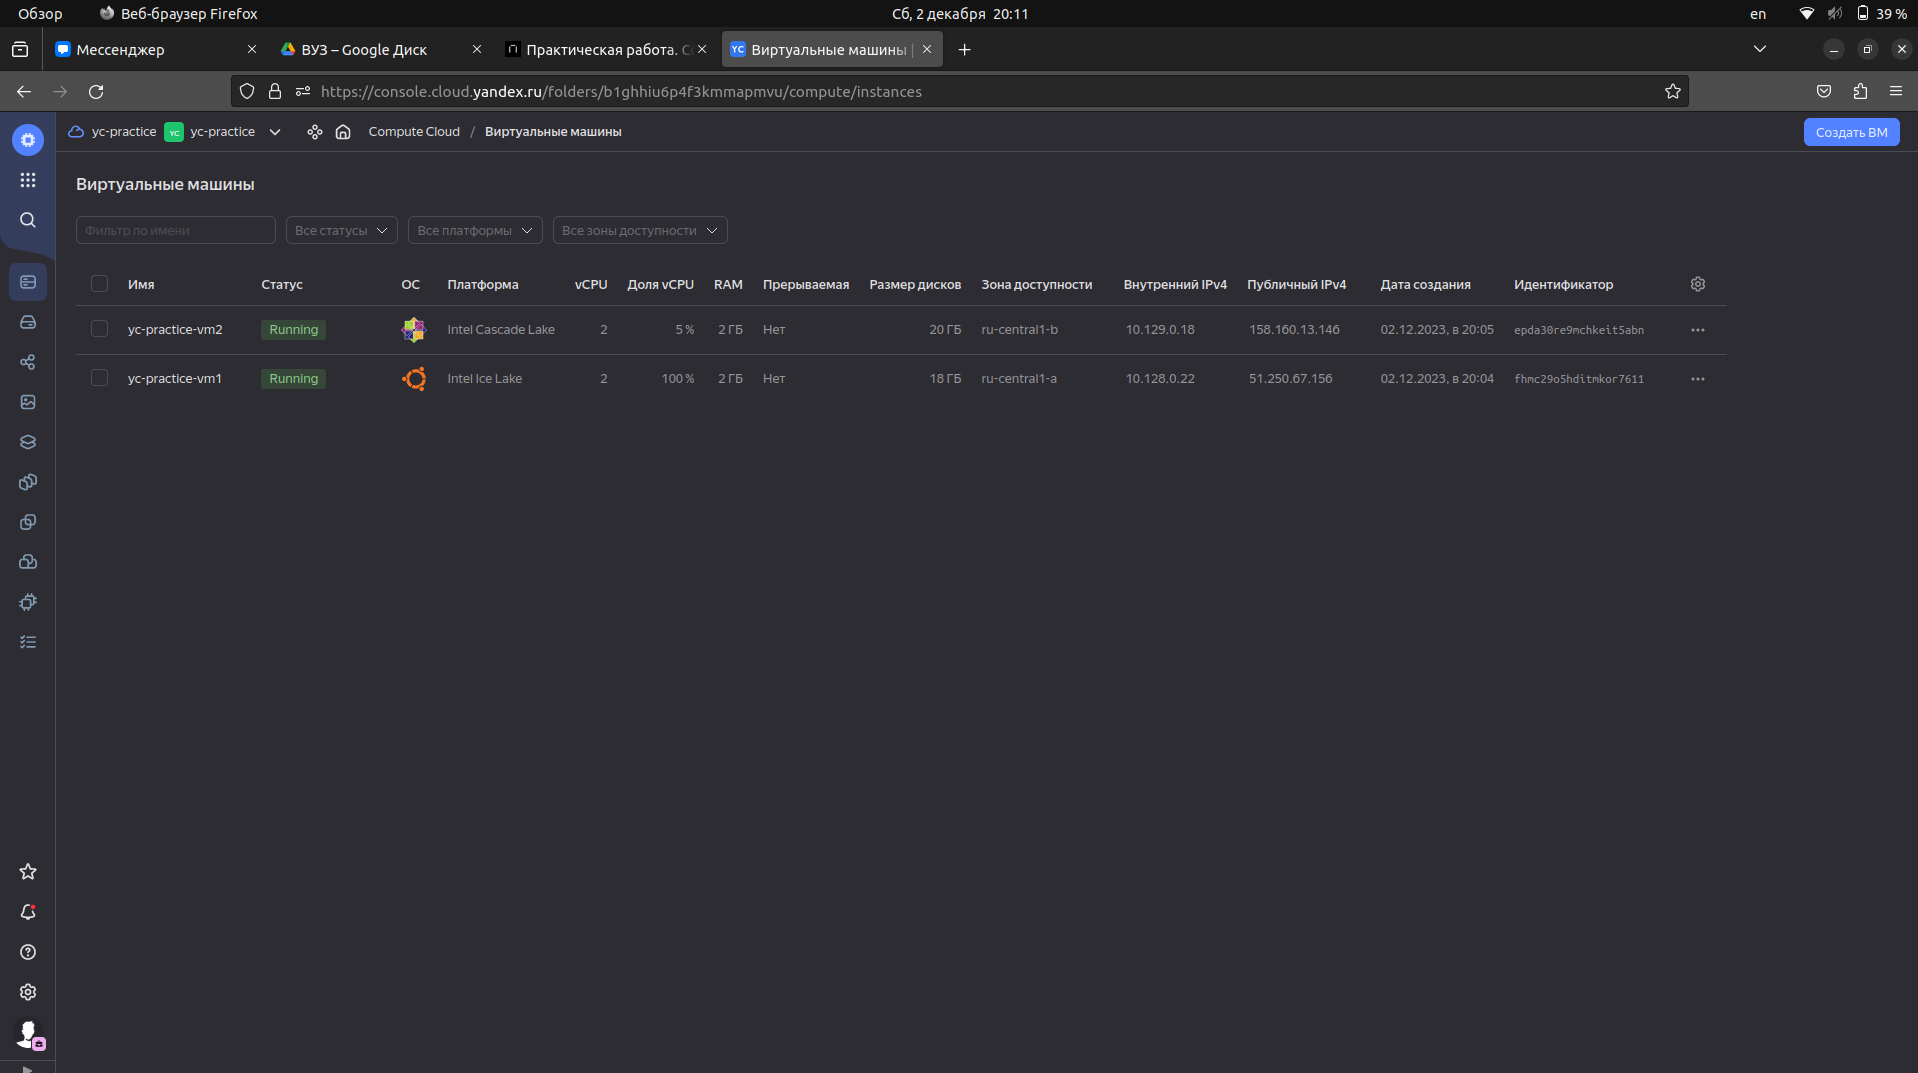 Обзор Веб-браузер Firefox Сб, 2 декабря 20:11 en 39 %
Мессенджер ВУЗ – Google Диск Практическая работа. С Виртуальные машины |
https://console.cloud.yandex.ru/folders/b1ghhiu6p4f3kmmapmvu/compute/instances
yc-practice YC yc-practice Compute Cloud / Виртуальные машины Создать ВМ
Виртуальные машины
Фильтр по имени Все статусы Все платформы Все зоны доступности
Имя Статус ОС Платформа vCPU Доля vCPU RAM Прерываемая Размер дисков Зона доступности Внутренний IPv4 Публичный IPv4 Дата создания Идентификатор
yc-practice-vm2 Running Intel Cascade Lake 2 5 % 2 ГБ Нет 20 ГБ ru-central1-b 10.129.0.18 158.160.13.146 02.12.2023, в 20:05 epda30re9mchkeit5abn
yc-practice-vm1 Running Intel Ice Lake 2 100 % 2 ГБ Нет 18 ГБ ru-central1-a 10.128.0.22 51.250.67.156 02.12.2023, в 20:04 fhmc29o5hditmkor7611